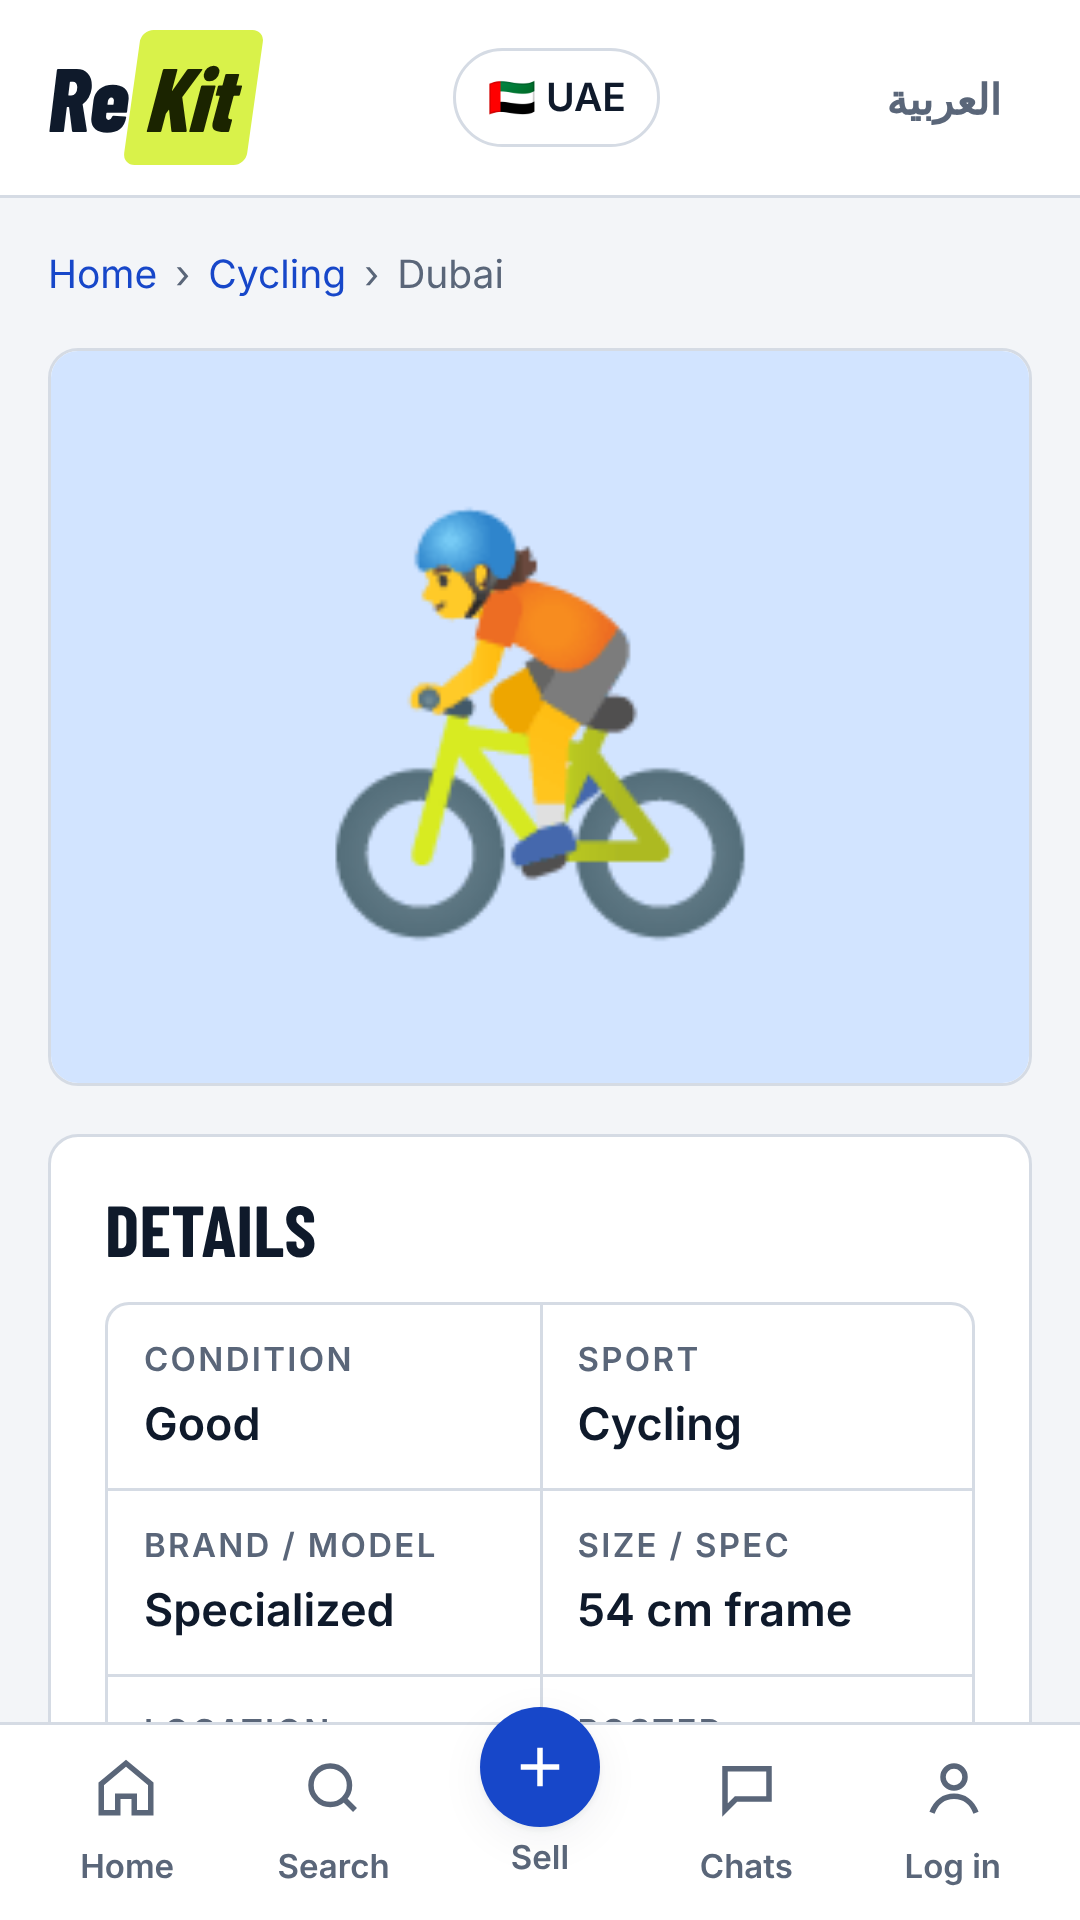 ReKit
UAE
العربية
Home › Cycling › Dubai
DETAILS
CONDITION
Good
SPORT
Cycling
BRAND / MODEL
Specialized
SIZE / SPEC
54 cm frame
Home
Search
Sell
Chats
Log in